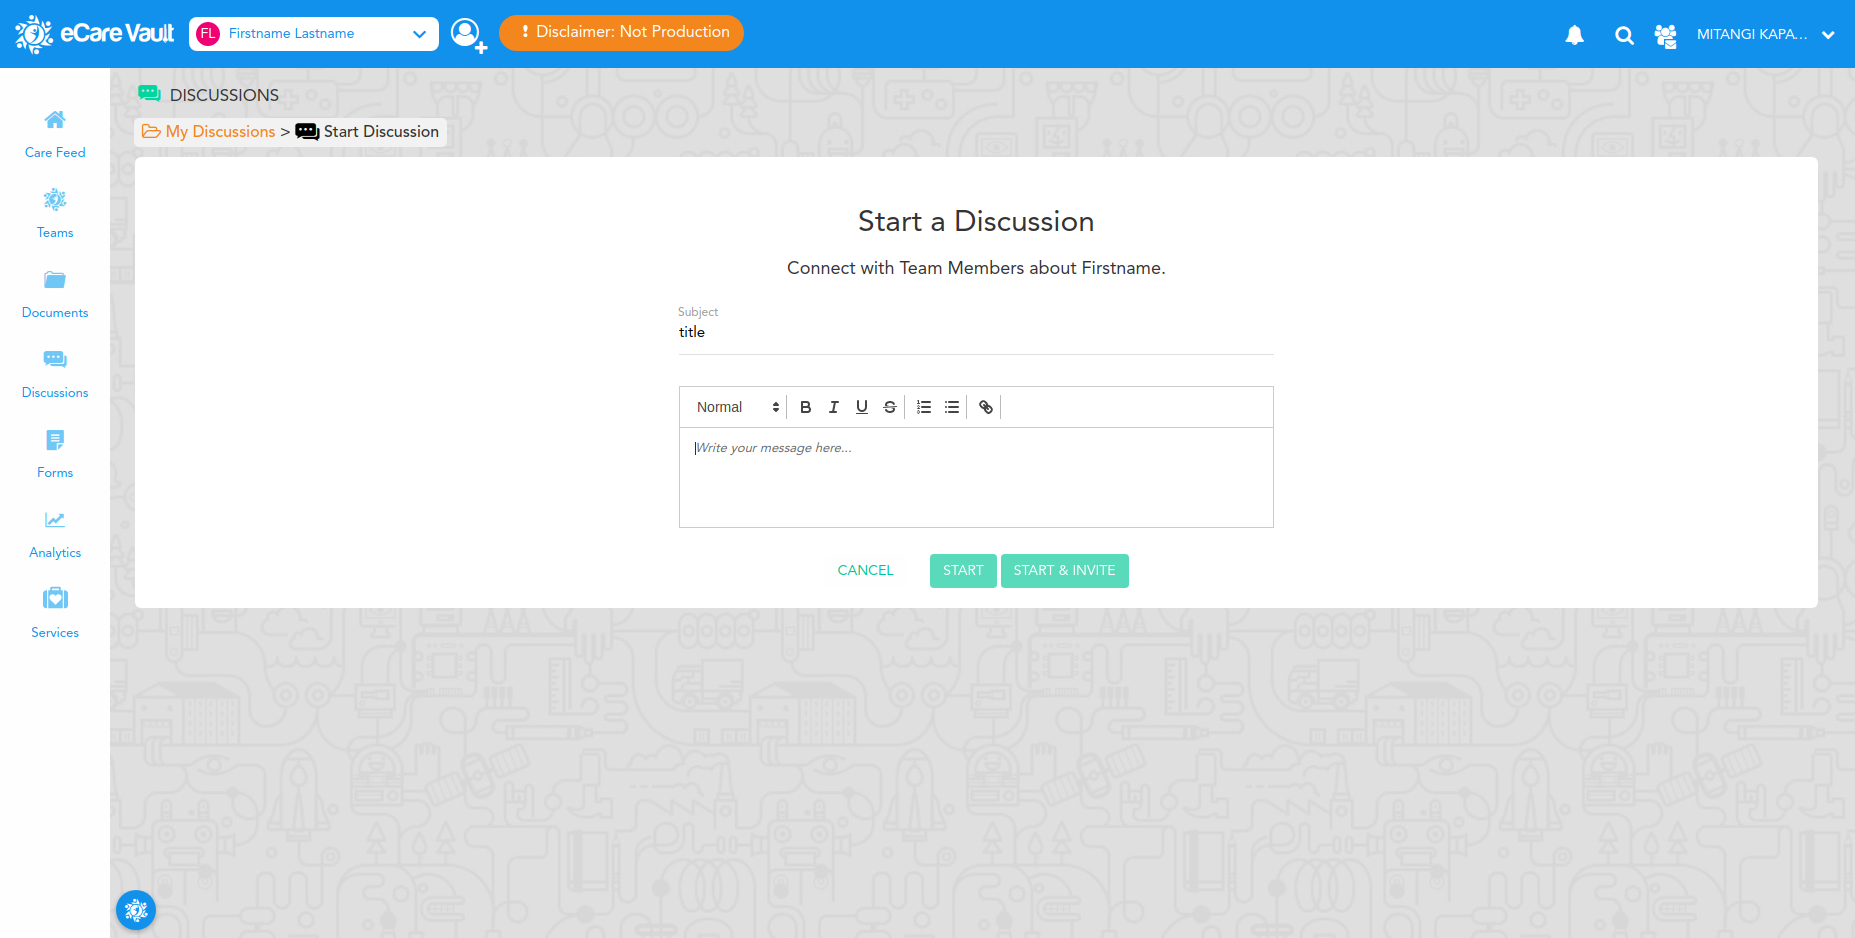 eCare Vault
FL Firstname Lastname
! Disclaimer: Not Production
MITANGI KAPA...
Care Feed
Teams
Documents
Discussions
Forms
Analytics
Services
DISCUSSIONS
My Discussions > Start Discussion
Start a Discussion
Connect with Team Members about Firstname.
Subject
title
Normal B I U S
Write your message here...
CANCEL START START & INVITE